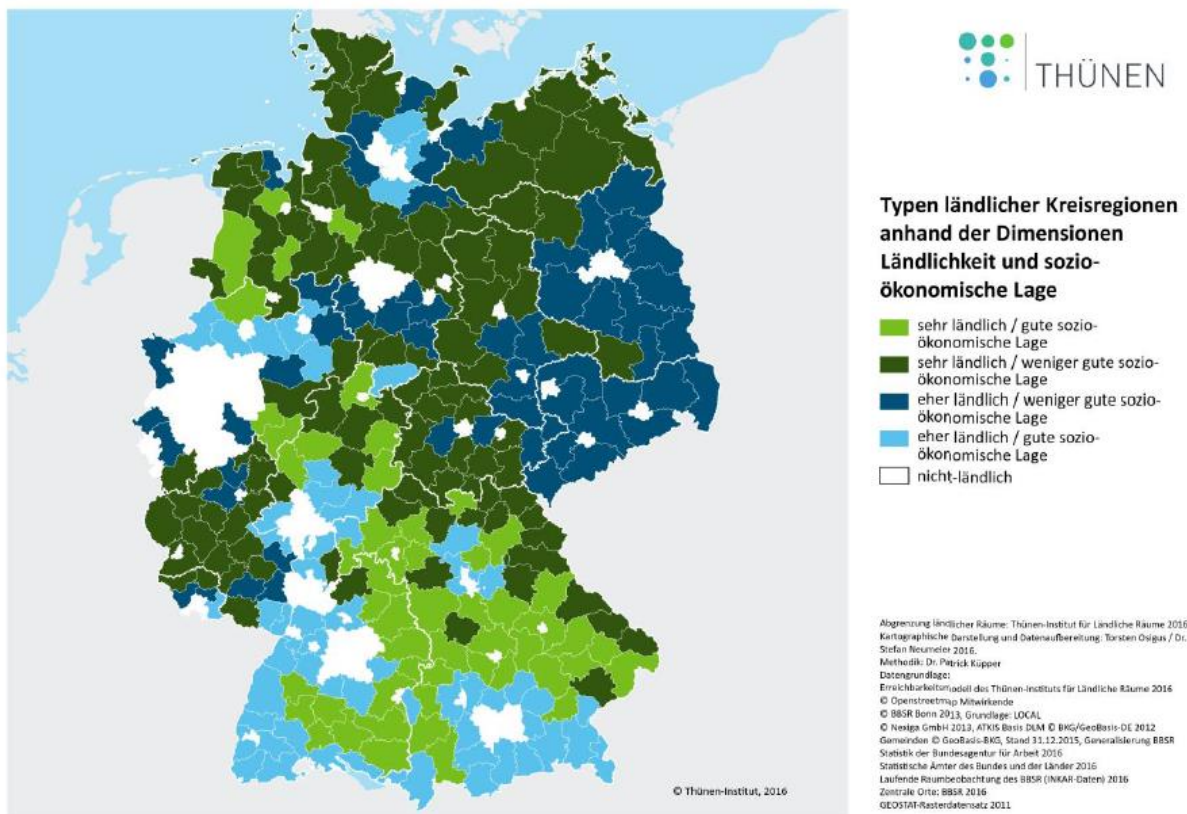 THÜNEN
Typen ländlicher Kreisregionen
anhand der Dimensionen
Ländlichkeit und sozio-
ökonomische Lage
sehr ländlich / gute sozio-
ökonomische Lage
sehr ländlich / weniger gute sozio-
ökonomische Lage
eher ländlich / weniger gute sozio-
ökonomische Lage
eher ländlich / gute sozio-
ökonomische Lage
nicht-ländlich
Abgrenzung ländlicher Räume: Thünen-Institut für Ländliche Räume 2016
Kartographische Darstellung und Datenaufbereitung: Torsten Osigus / Dr.
Stefan Neumeier 2016.
Methodik: Dr. Patrick Küpper
Datengrundlage:
Erreichbarkeitsmodell des Thünen-Instituts für Ländliche Räume 2016
© Openstreetmap Mitwirkende
© BBSR Bonn 2013, Grundlage: LOCAL
© Nexiga GmbH 2013, ATKIS Basis DLM © BKG/GeoBasis-DE 2012
Gemeinden © GeoBasis-BKG, Stand 31.12.2015, Generalisierung BBSR
Statistik der Bundesagentur für Arbeit 2016
Statistische Ämter des Bundes und der Länder 2016
Laufende Raumbeobachtung des BBSR (INKAR-Daten) 2016
Zentrale Orte: BBSR 2016
GEOSTAT-Rasterdatensatz 2011
© Thünen-Institut, 2016